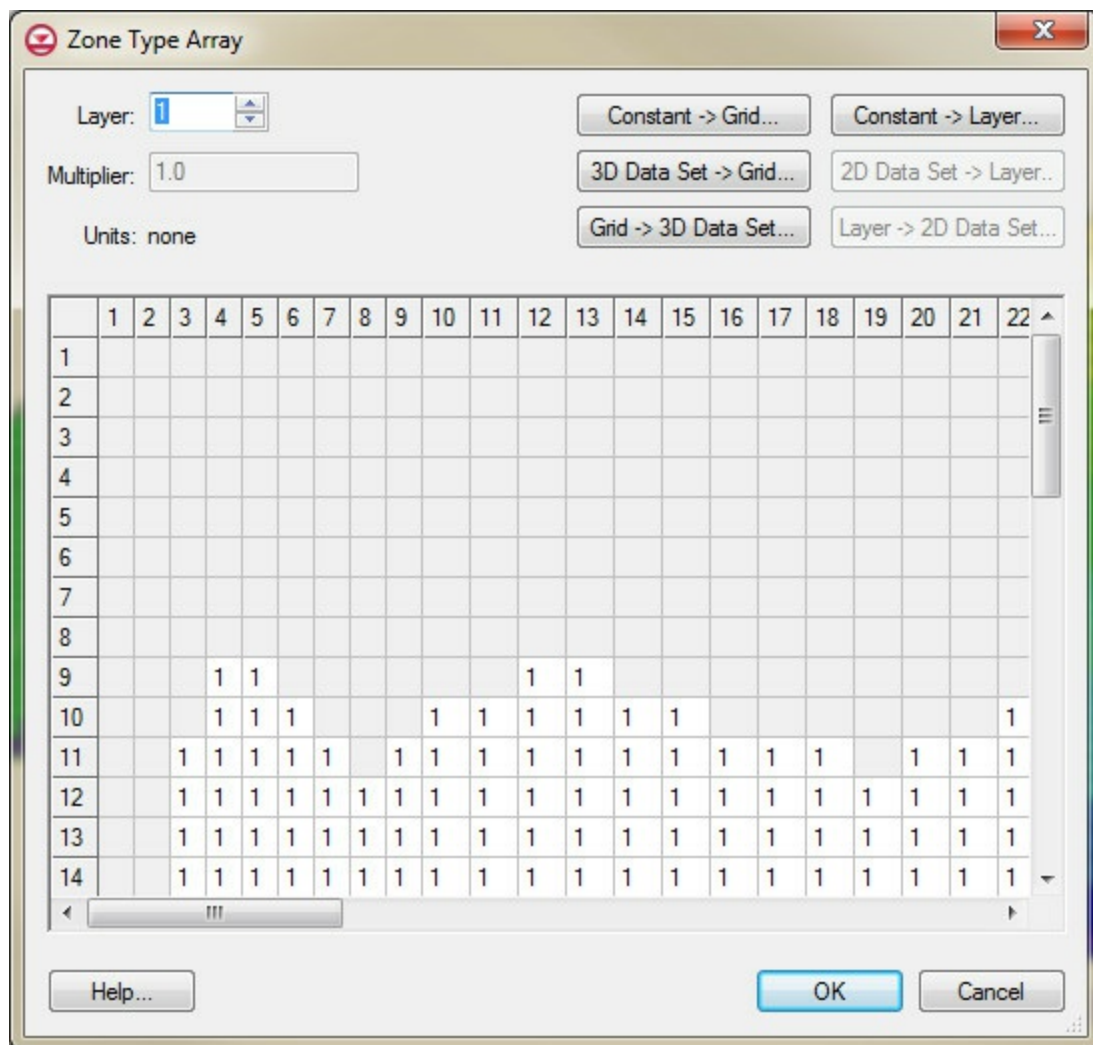 Zone Type Array
Layer: 1
Constant -> Grid... Constant -> Layer...
Multiplier: 1.0
3D Data Set -> Grid... 2D Data Set -> Layer..
Units: none
Grid -> 3D Data Set... Layer -> 2D Data Set...
1 2 3 4 5 6 7 8 9 10 11 12 13 14 15 16 17 18 19 20 21 22
1
2
3
4
5
6
7
8
9 1 1 1 1
10 1 1 1 1 1 1 1 1 1 1
11 1 1 1 1 1 1 1 1 1 1 1 1 1 1 1 1 1 1
12 1 1 1 1 1 1 1 1 1 1 1 1 1 1 1 1 1 1 1 1
13 1 1 1 1 1 1 1 1 1 1 1 1 1 1 1 1 1 1 1 1
14 1 1 1 1 1 1 1 1 1 1 1 1 1 1 1 1 1 1 1 1
Help... OK Cancel